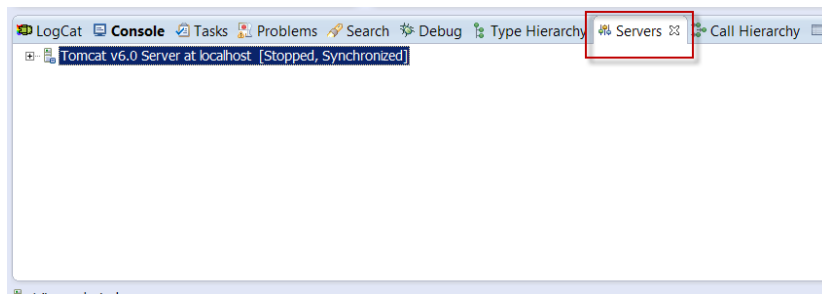 LogCat Console Tasks Problems Search Debug Type Hierarchy Servers Call Hierarchy
Tomcat v6.0 Server at localhost [Stopped, Synchronized]